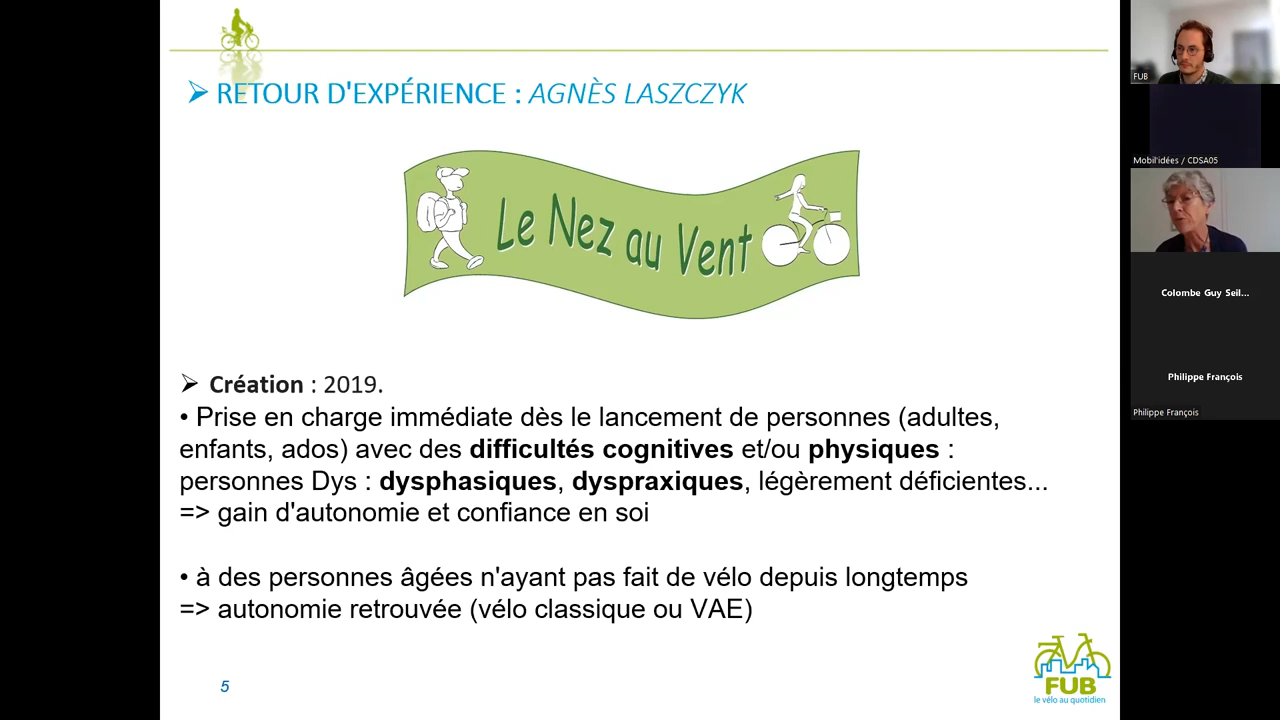 RETOUR D'EXPÉRIENCE : AGNÈS LASZCZYK
Le Nez au Vent
Création : 2019.
• Prise en charge immédiate dès le lancement de personnes (adultes,
enfants, ados) avec des difficultés cognitives et/ou physiques :
personnes Dys : dysphasiques, dyspraxiques, légèrement déficientes...
=> gain d'autonomie et confiance en soi
• à des personnes âgées n'ayant pas fait de vélo depuis longtemps
=> autonomie retrouvée (vélo classique ou VAE)
5
FUB
le vélo au quotidien
FUB
Mobil'idées / CDSA05
Colombe Guy Seil...
Philippe François
Philippe François